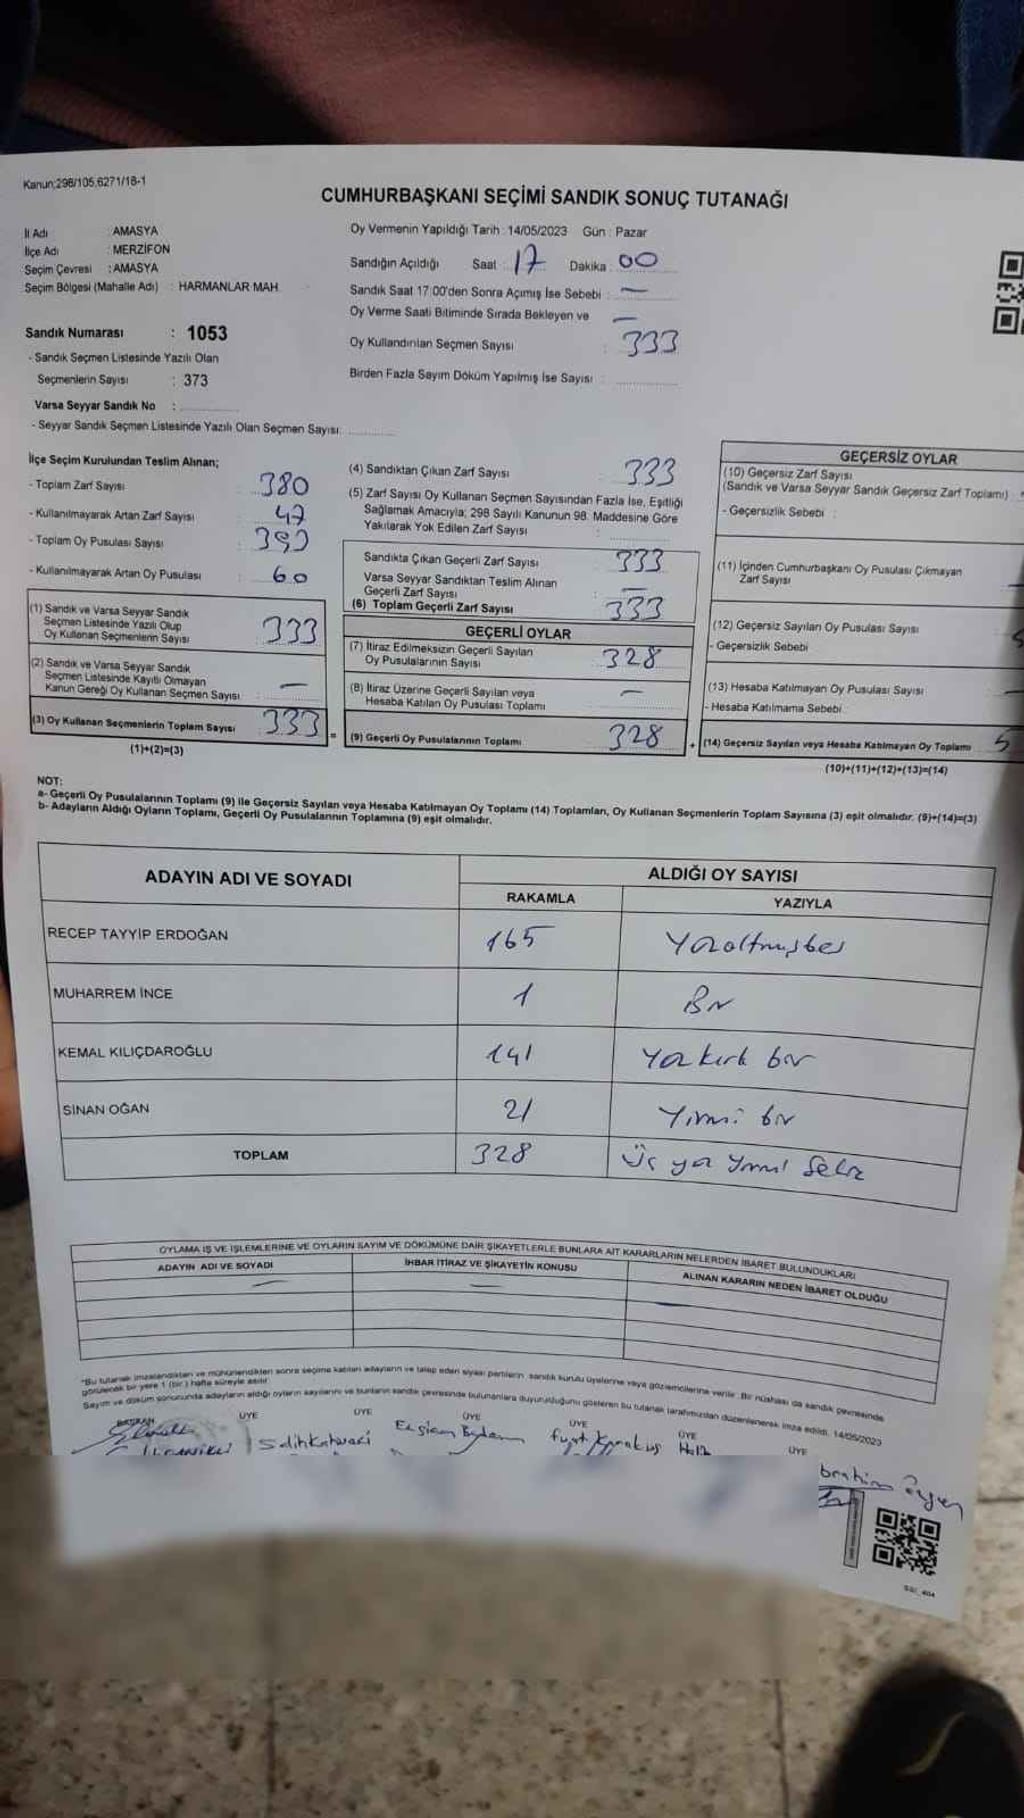 Kanun;298/105,6271/18-1
CUMHURBAŞKANI SEÇİMİ SANDIK SONUÇ TUTANAĞI
İl Adı : AMASYA
İlçe Adı : MERZİFON
Seçim Çevresi : AMASYA
Seçim Bölgesi (Mahalle Adı) : HARMANLAR MAH.
Sandık Numarası : 1053
- Sandık Seçmen Listesinde Yazılı Olan
Seçmenlerin Sayısı : 373
Varsa Seyyar Sandık No :
- Seyyar Sandık Seçmen Listesinde Yazılı Olan Seçmen Sayısı:
Oy Vermenin Yapıldığı Tarih : 14/05/2023 Gün : Pazar
Sandığın Açıldığı Saat : 17 Dakika : 00
Sandık Saat 17:00'den Sonra Açılmış İse Sebebi : —
Oy Verme Saati Bitiminde Sırada Bekleyen ve —
Oy Kullandırılan Seçmen Sayısı : 333
Birden Fazla Sayım Döküm Yapılmış İse Sayısı :
İlçe Seçim Kurulundan Teslim Alınan;
- Toplam Zarf Sayısı : 380
- Kullanılmayarak Artan Zarf Sayısı : 47
- Toplam Oy Pusulası Sayısı : 393
- Kullanılmayarak Artan Oy Pusulası : 60
(1) Sandık ve Varsa Seyyar Sandık
Seçmen Listesinde Yazılı Olup
Oy Kullanan Seçmenlerin Sayısı : 333
(2) Sandık ve Varsa Seyyar Sandık
Seçmen Listesinde Kayıtlı Olmayan
Kanun Gereği Oy Kullanan Seçmen Sayısı : —
(3) Oy Kullanan Seçmenlerin Toplam Sayısı : 333
(1)+(2)=(3)
(4) Sandıktan Çıkan Zarf Sayısı : 333
(5) Zarf Sayısı Oy Kullanan Seçmen Sayısından Fazla İse, Eşitliği
Sağlamak Amacıyla; 298 Sayılı Kanunun 98. Maddesine Göre
Yakılarak Yok Edilen Zarf Sayısı :
Sandıkta Çıkan Geçerli Zarf Sayısı : 333
Varsa Seyyar Sandıktan Teslim Alınan
Geçerli Zarf Sayısı : —
(6) Toplam Geçerli Zarf Sayısı : 333
GEÇERLİ OYLAR
(7) İtiraz Edilmeksizin Geçerli Sayılan
Oy Pusulalarının Sayısı : 328
(8) İtiraz Üzerine Geçerli Sayılan veya
Hesaba Katılan Oy Pusulası Toplamı : —
= (9) Geçerli Oy Pusulalarının Toplamı : 328
GEÇERSİZ OYLAR
(10) Geçersiz Zarf Sayısı
(Sandık ve Varsa Seyyar Sandık Geçersiz Zarf Toplamı)
- Geçersizlik Sebebi :
(11) İçinden Cumhurbaşkanı Oy Pusulası Çıkmayan
Zarf Sayısı
(12) Geçersiz Sayılan Oy Pusulası Sayısı 5
- Geçersizlik Sebebi
(13) Hesaba Katılmayan Oy Pusulası Sayısı —
- Hesaba Katılmama Sebebi
+ (14) Geçersiz Sayılan veya Hesaba Katılmayan Oy Toplamı 5
(10)+(11)+(12)+(13)=(14)
NOT:
a- Geçerli Oy Pusulalarının Toplamı (9) ile Geçersiz Sayılan veya Hesaba Katılmayan Oy Toplamı (14) Toplamları, Oy Kullanan Seçmenlerin Toplam Sayısına (3) eşit olmalıdır. (9)+(14)=(3)
b- Adayların Aldığı Oyların Toplamı, Geçerli Oy Pusulalarının Toplamına (9) eşit olmalıdır.
ADAYIN ADI VE SOYADI ALDIĞI OY SAYISI
RAKAMLA YAZIYLA
RECEP TAYYİP ERDOĞAN 165 Yüzaltmışbeş
MUHARREM İNCE 1 Bir
KEMAL KILIÇDAROĞLU 141 Yüz kırk bir
SİNAN OĞAN 21 Yirmi bir
TOPLAM 328 Üç yüz yirmi sekiz
OYLAMA İŞ VE İŞLEMLERİNE VE OYLARIN SAYIM VE DÖKÜMÜNE DAİR ŞİKAYETLERLE BUNLARA AİT KARARLARIN NELERDEN İBARET BULUNDUKLARI
ADAYIN ADI VE SOYADI İHBAR İTİRAZ VE ŞİKAYETİN KONUSU ALINAN KARARIN NEDEN İBARET OLDUĞU
— — —
"Bu tutanak imzalandıktan ve mühürlendikten sonra seçime katılan adayların ve talep eden siyasi partilerin sandık kurulu üyelerine veya gözlemcilerine verilir. Bir nüshası da sandık çevresinde
görülecek bir yere 1 (bir) hafta süreyle asılır.
Sayım ve döküm sonucunda adayların aldığı oyların sayılarını ve bunların sandık çevresinde bulunanlara duyurulduğunu gösteren bu tutanak tarafımızdan düzenlenerek imza edildi. 14/05/2023
BAŞKAN ÜYE ÜYE ÜYE ÜYE ÜYE ÜYE